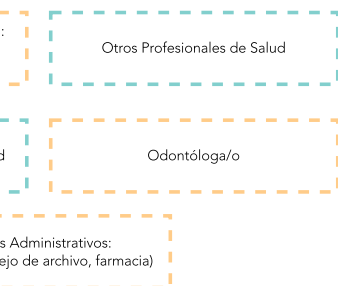 :
Otros Profesionales de Salud
d
Odontóloga/o
s Administrativos:
ejo de archivo, farmacia)